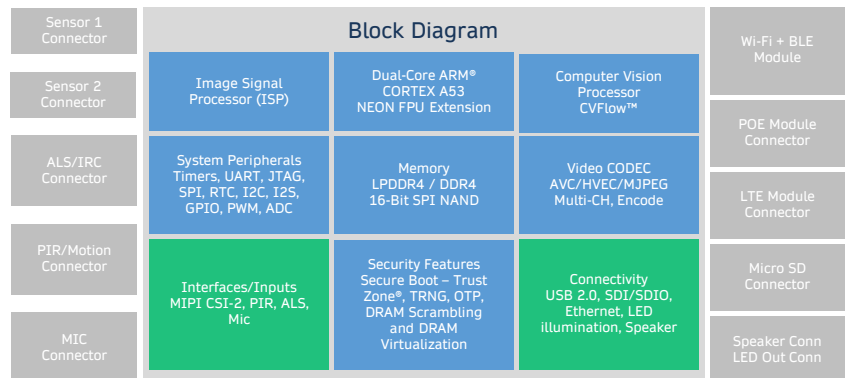 Block Diagram
Sensor 1
Connector
Sensor 2
Connector
ALS/IRC
Connector
PIR/Motion
Connector
MIC
Connector
Image Signal
Processor (ISP)
Dual-Core ARM®
CORTEX A53
NEON FPU Extension
Computer Vision
Processor
CVFlow™
System Peripherals
Timers, UART, JTAG,
SPI, RTC, I2C, I2S,
GPIO, PWM, ADC
Memory
LPDDR4 / DDR4
16-Bit SPI NAND
Video CODEC
AVC/HVEC/MJPEG
Multi-CH, Encode
Interfaces/Inputs
MIPI CSI-2, PIR, ALS,
Mic
Security Features
Secure Boot – Trust
Zone®, TRNG, OTP,
DRAM Scrambling
and DRAM
Virtualization
Connectivity
USB 2.0, SDI/SDIO,
Ethernet, LED
illumination, Speaker
Wi-Fi + BLE
Module
POE Module
Connector
LTE Module
Connector
Micro SD
Connector
Speaker Conn
LED Out Conn